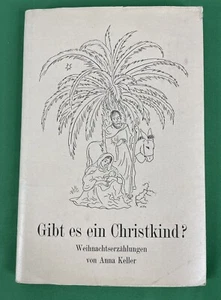 Gibt es ein Christkind?
Weihnachtserzählungen
von Anna Keller